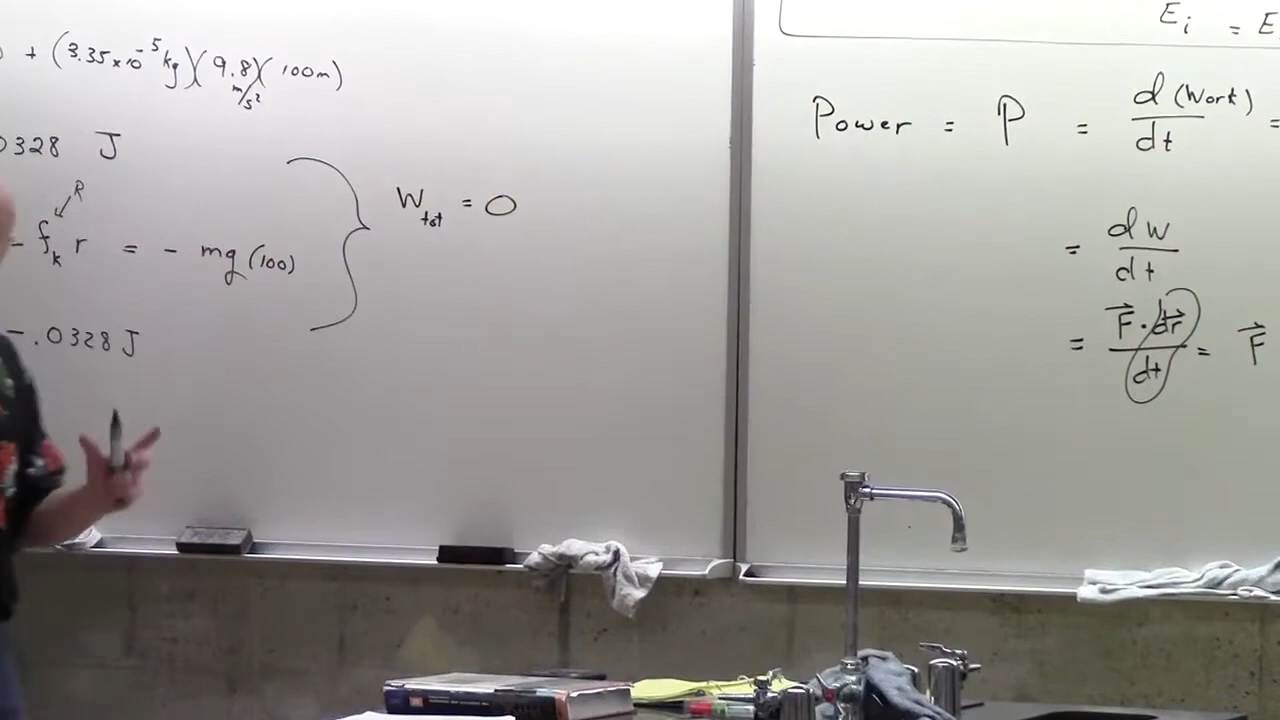 + (3.35×10⁻⁵ kg)(9.8 m/s²)(100m)
0328 J
R
- f_k r = - mg(100)
-.0328 J
W_tot = 0
E_i = E
Power = P = d(Work)/dt =
= dW/dt
= F⃗·dr⃗/dt = F⃗